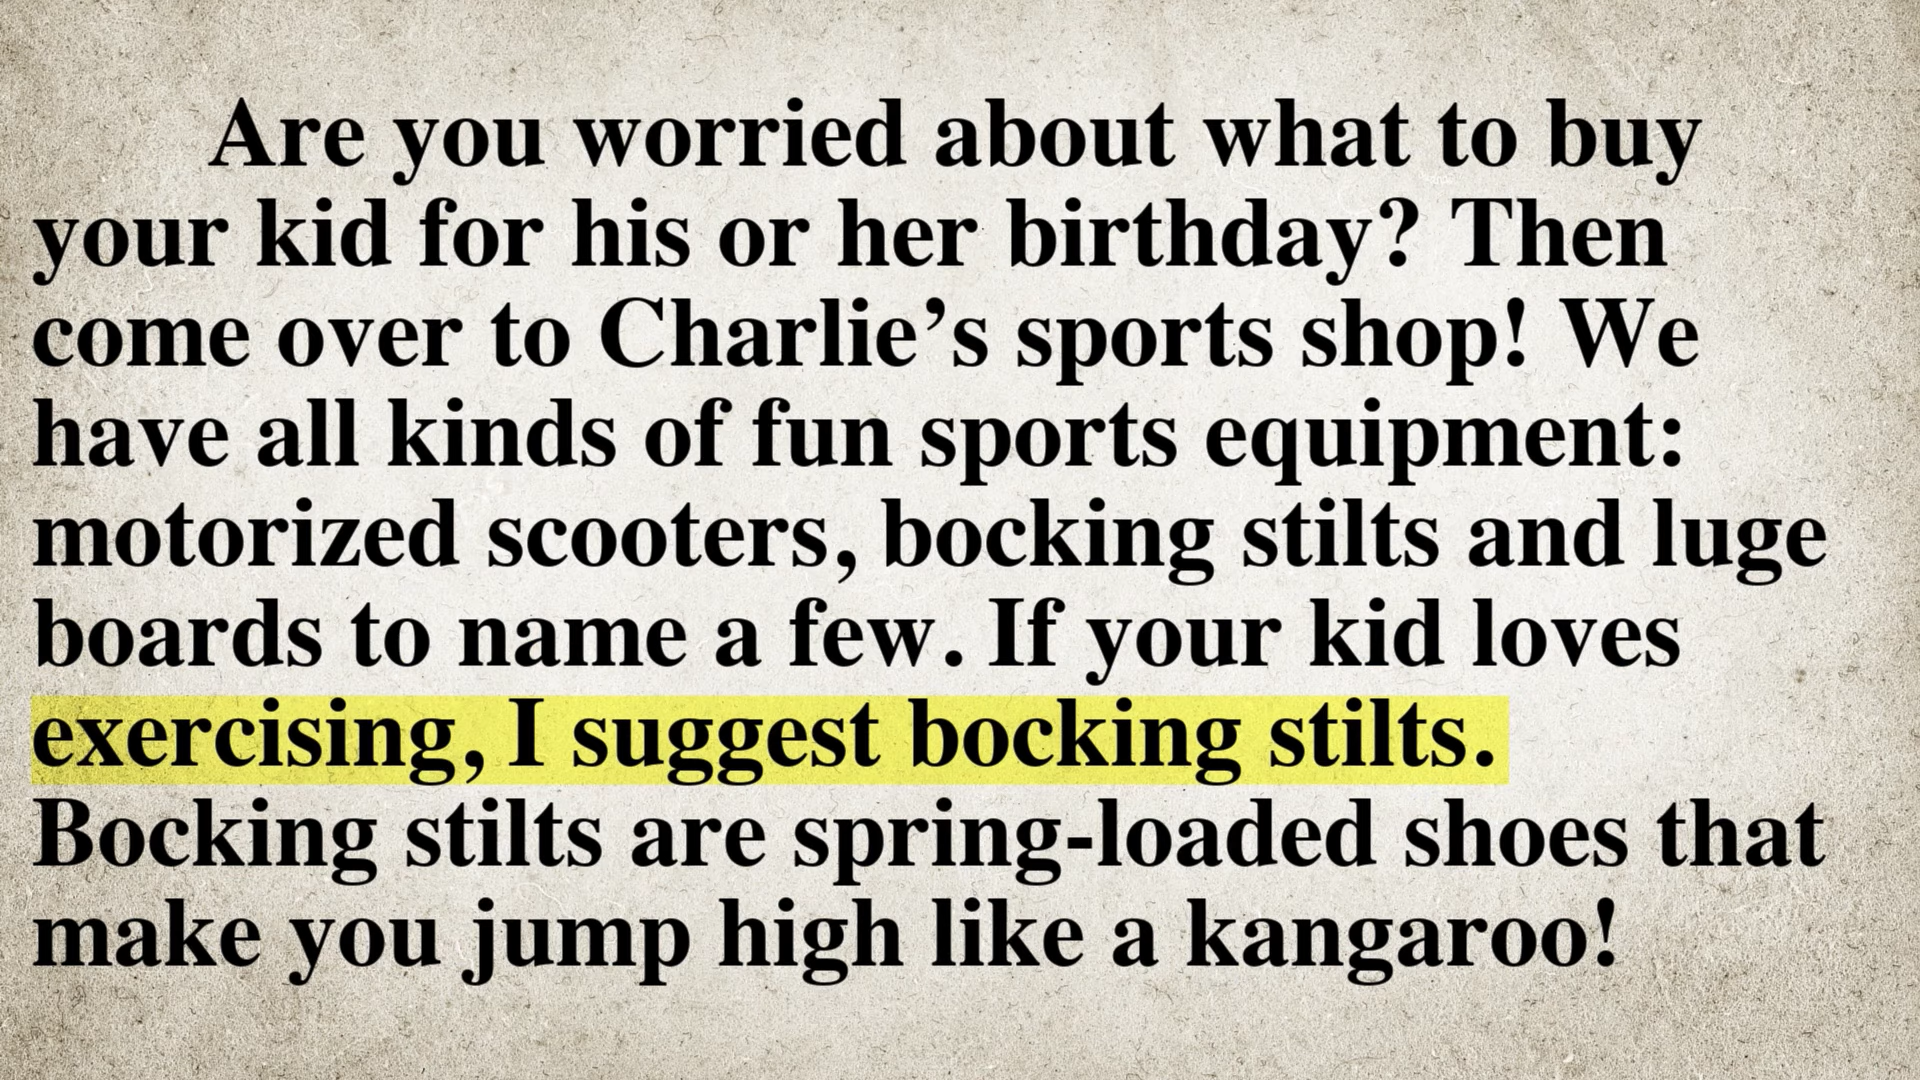 Are you worried about what to buy
your kid for his or her birthday? Then
come over to Charlie’s sports shop! We
have all kinds of fun sports equipment:
motorized scooters, bocking stilts and luge
boards to name a few. If your kid loves
exercising, I suggest bocking stilts.
Bocking stilts are spring-loaded shoes that
make you jump high like a kangaroo!